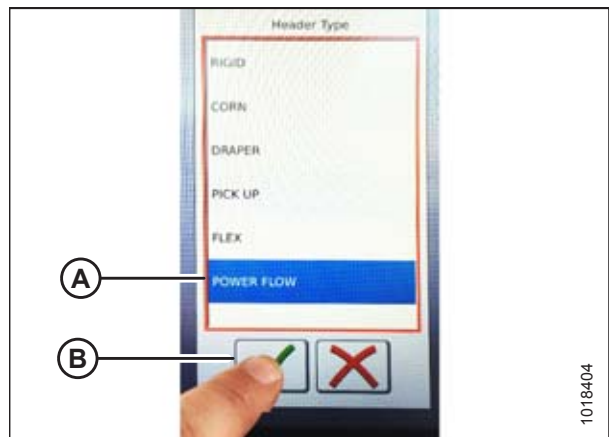 Header Type
RIGID
CORN
DRAPER
PICK UP
FLEX
POWER FLOW
A
B
1018404